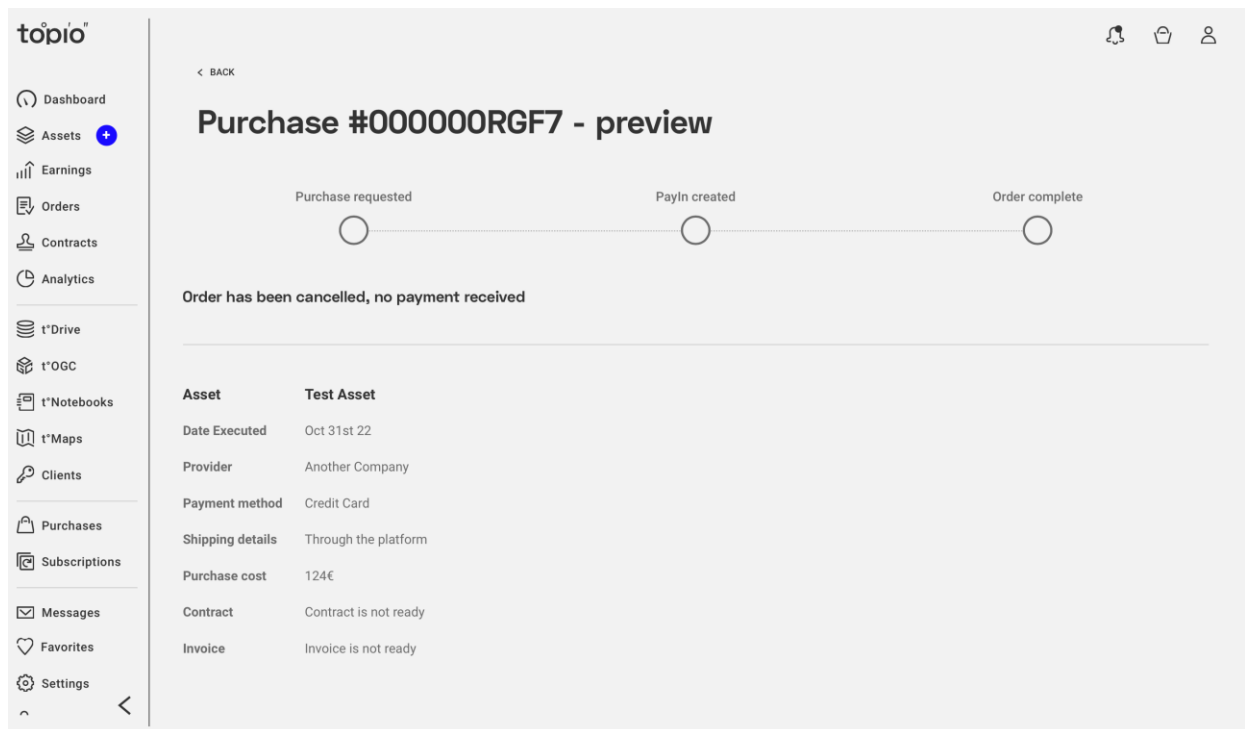 topio"
< BACK
Dashboard
Assets +
Earnings
Orders
Contracts
Analytics
t°Drive
t°OGC
t°Notebooks
t°Maps
Clients
Purchases
Subscriptions
Messages
Favorites
Settings
Purchase #000000RGF7 - preview
Purchase requested
PayIn created
Order complete
Order has been cancelled, no payment received
Asset Test Asset
Date Executed Oct 31st 22
Provider Another Company
Payment method Credit Card
Shipping details Through the platform
Purchase cost 124€
Contract Contract is not ready
Invoice Invoice is not ready